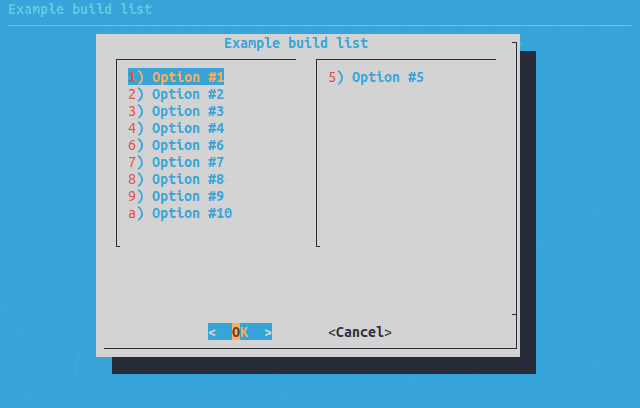 Example build list
Example build list
1) Option #1
2) Option #2
3) Option #3
4) Option #4
6) Option #6
7) Option #7
8) Option #8
9) Option #9
a) Option #10
5) Option #5
<  OK  >
<Cancel>